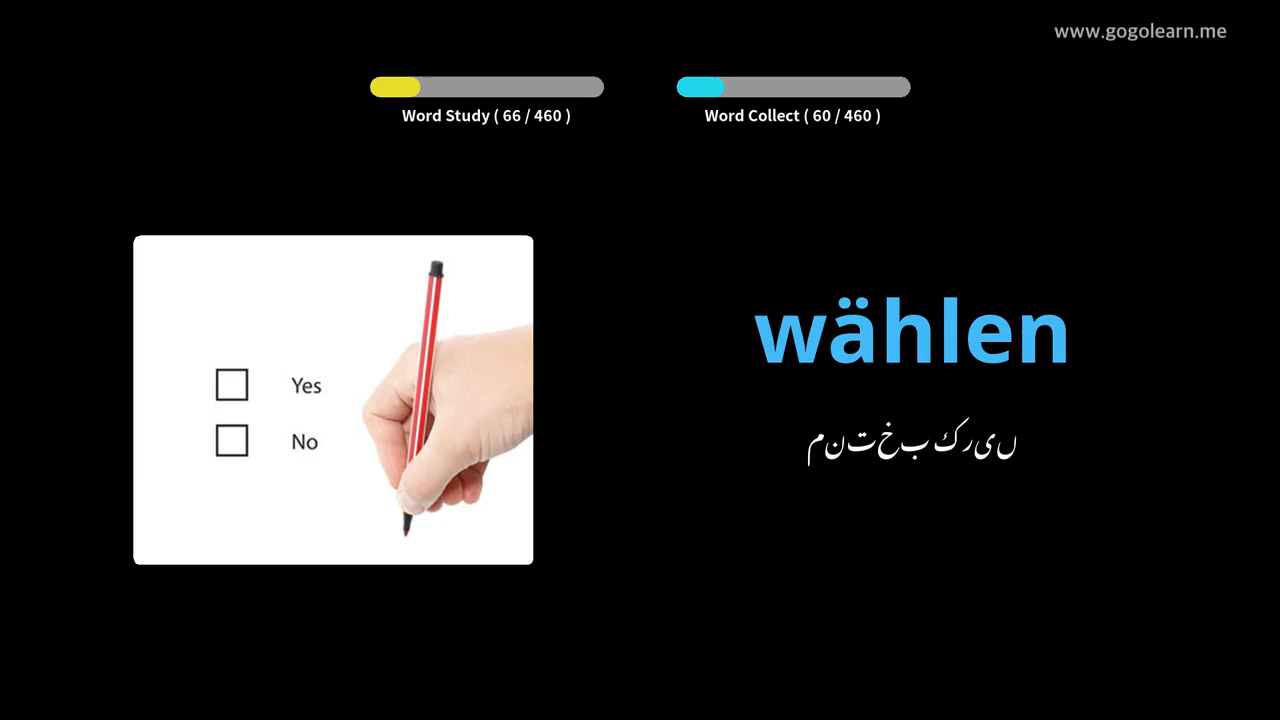 www.gogolearn.me
Word Study ( 66 / 460 )
Word Collect ( 60 / 460 )
Yes
No
wählen
منتخب کریں